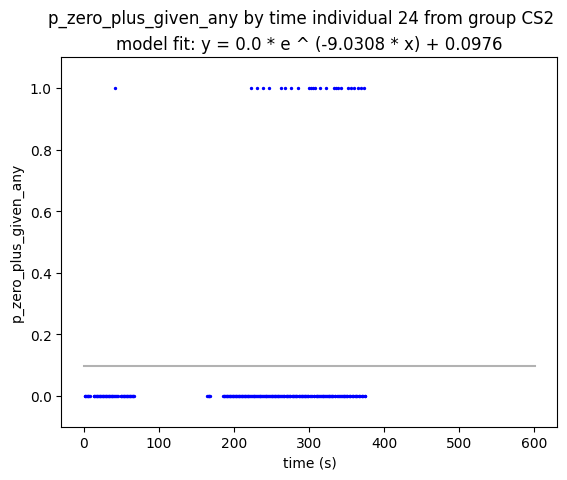 p_zero_plus_given_any by time individual 24 from group CS2
model fit: y = 0.0 * e ^ (-9.0308 * x) + 0.0976
p_zero_plus_given_any
1.0
0.8
0.6
0.4
0.2
0.0
0 100 200 300 400 500 600
time (s)